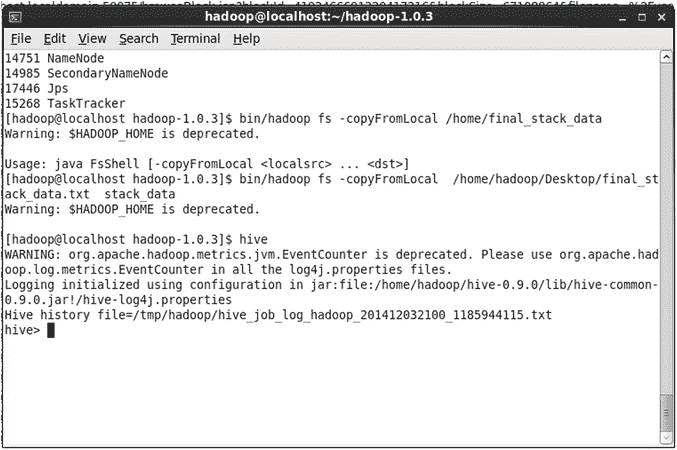 hadoop@localhost:~/hadoop-1.0.3
File Edit View Search Terminal Help
14751 NameNode
14985 SecondaryNameNode
17446 Jps
15268 TaskTracker
[hadoop@localhost hadoop-1.0.3]$ bin/hadoop fs -copyFromLocal /home/final_stack_data
Warning: $HADOOP_HOME is deprecated.
Usage: java FsShell [-copyFromLocal <localsrc> ... <dst>]
[hadoop@localhost hadoop-1.0.3]$ bin/hadoop fs -copyFromLocal  /home/hadoop/Desktop/final_st
ack_data.txt  stack_data
Warning: $HADOOP_HOME is deprecated.
[hadoop@localhost hadoop-1.0.3]$ hive
WARNING: org.apache.hadoop.metrics.jvm.EventCounter is deprecated. Please use org.apache.had
oop.log.metrics.EventCounter in all the log4j.properties files.
Logging initialized using configuration in jar:file:/home/hadoop/hive-0.9.0/lib/hive-common-
0.9.0.jar!/hive-log4j.properties
Hive history file=/tmp/hadoop/hive_job_log_hadoop_201412032100_1185944115.txt
hive>